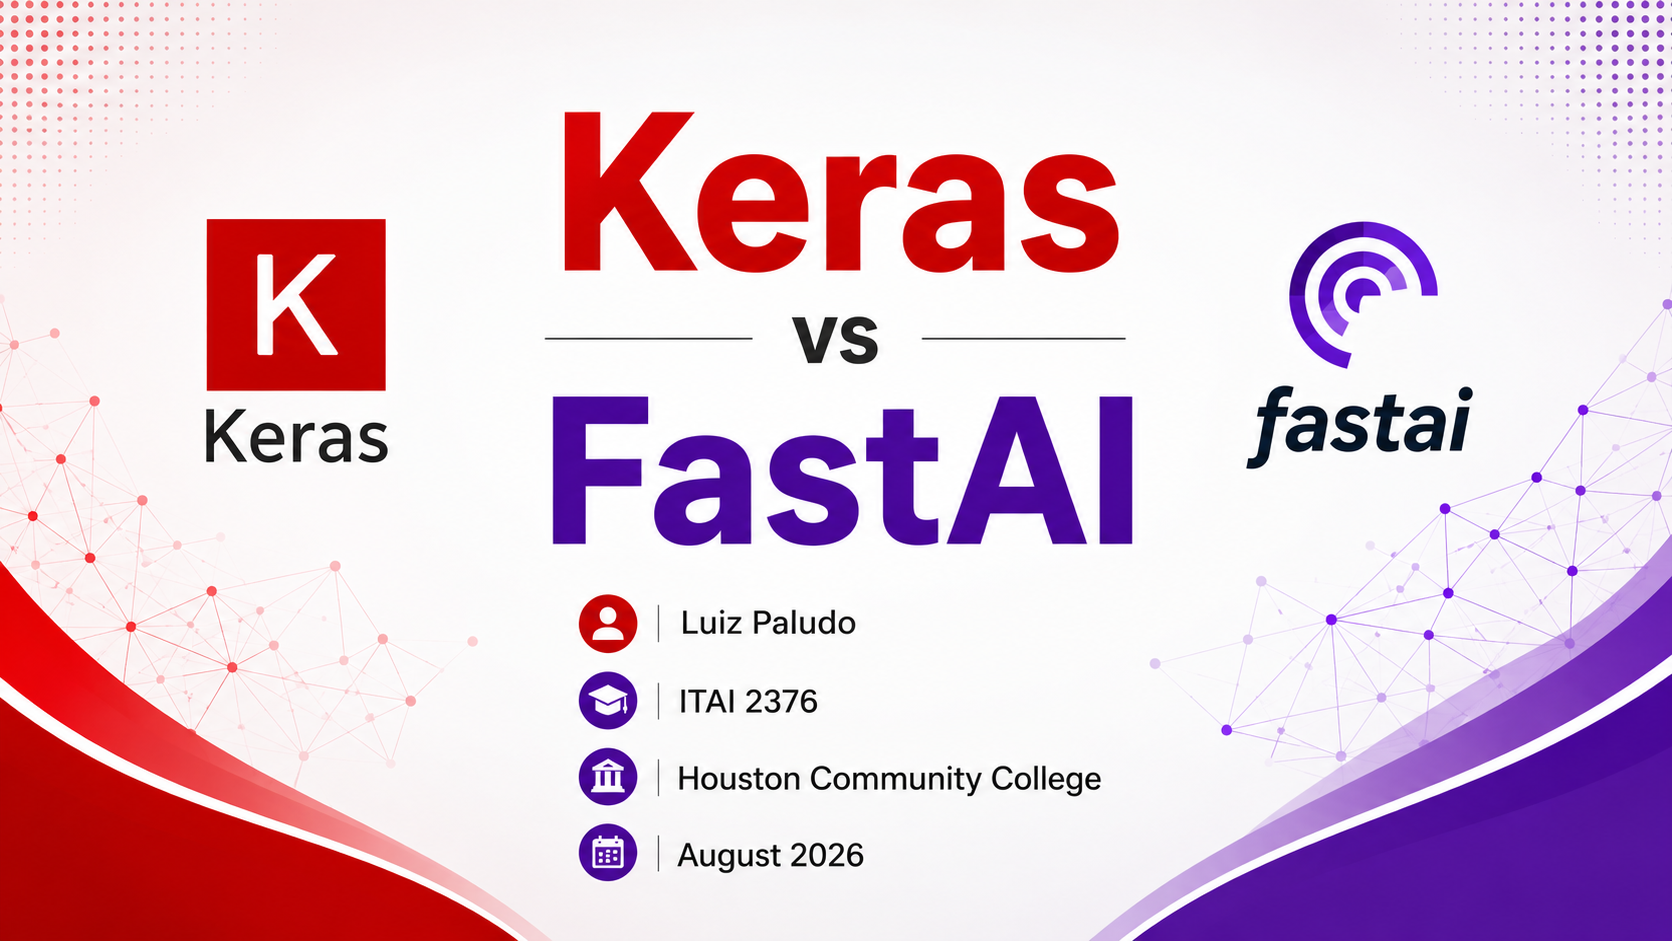 Keras
vs
FastAI
K
Keras
fastai
Luiz Paludo
ITAI 2376
Houston Community College
August 2026